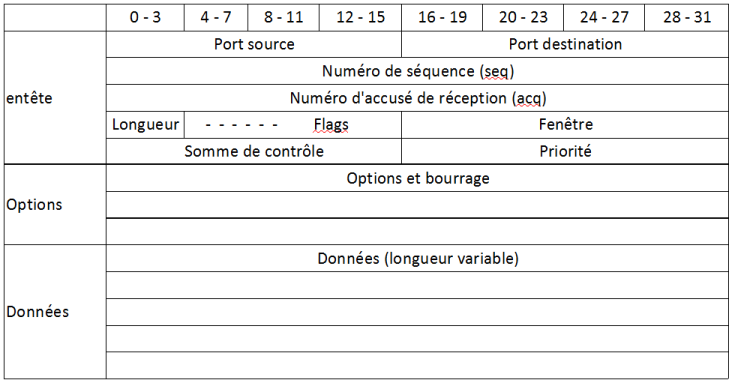 0 - 3 4 - 7 8 - 11 12 - 15 16 - 19 20 - 23 24 - 27 28 - 31
entête
Port source Port destination
Numéro de séquence (seq)
Numéro d'accusé de réception (acq)
Longueur - - - - - - Flags Fenêtre
Somme de contrôle Priorité
Options
Options et bourrage
Données
Données (longueur variable)